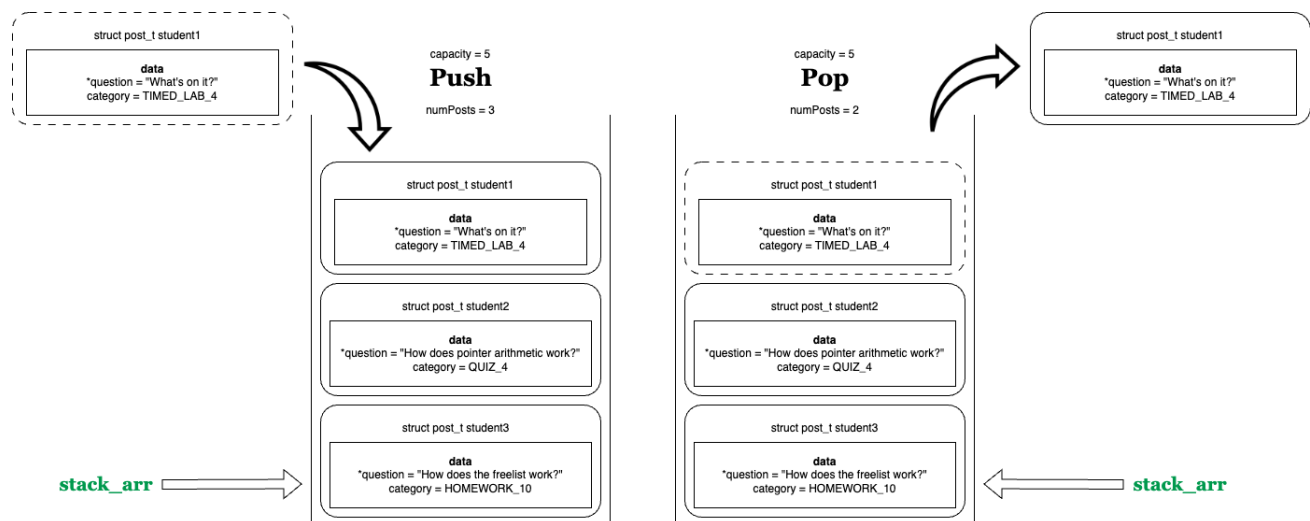 struct post_t student1
data
*question = "What's on it?"
category = TIMED_LAB_4
capacity = 5
Push
numPosts = 3
struct post_t student1
data
*question = "What's on it?"
category = TIMED_LAB_4
struct post_t student2
data
*question = "How does pointer arithmetic work?"
category = QUIZ_4
struct post_t student3
data
*question = "How does the freelist work?"
category = HOMEWORK_10
stack_arr
capacity = 5
Pop
numPosts = 2
struct post_t student1
data
*question = "What's on it?"
category = TIMED_LAB_4
struct post_t student1
data
*question = "What's on it?"
category = TIMED_LAB_4
struct post_t student2
data
*question = "How does pointer arithmetic work?"
category = QUIZ_4
struct post_t student3
data
*question = "How does the freelist work?"
category = HOMEWORK_10
stack_arr